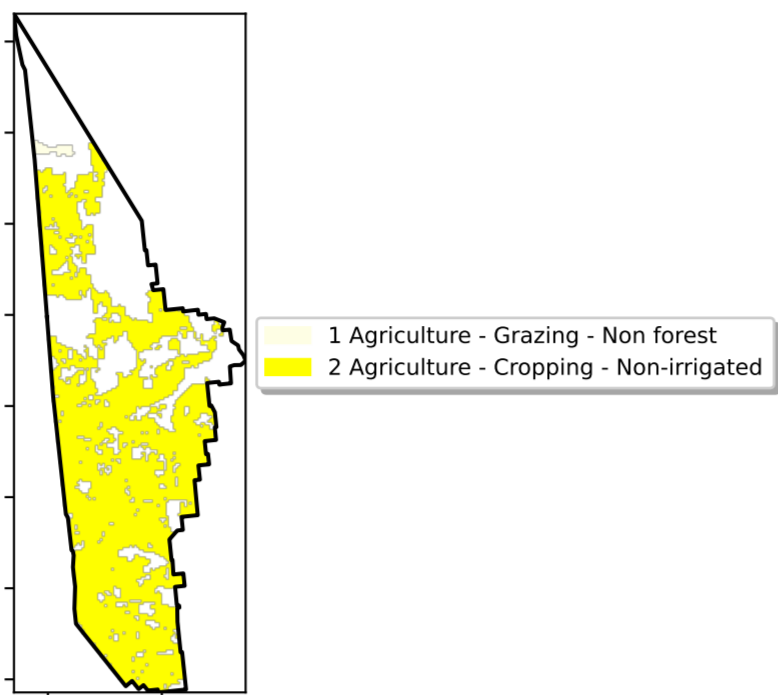 1 Agriculture - Grazing - Non forest
2 Agriculture - Cropping - Non-irrigated